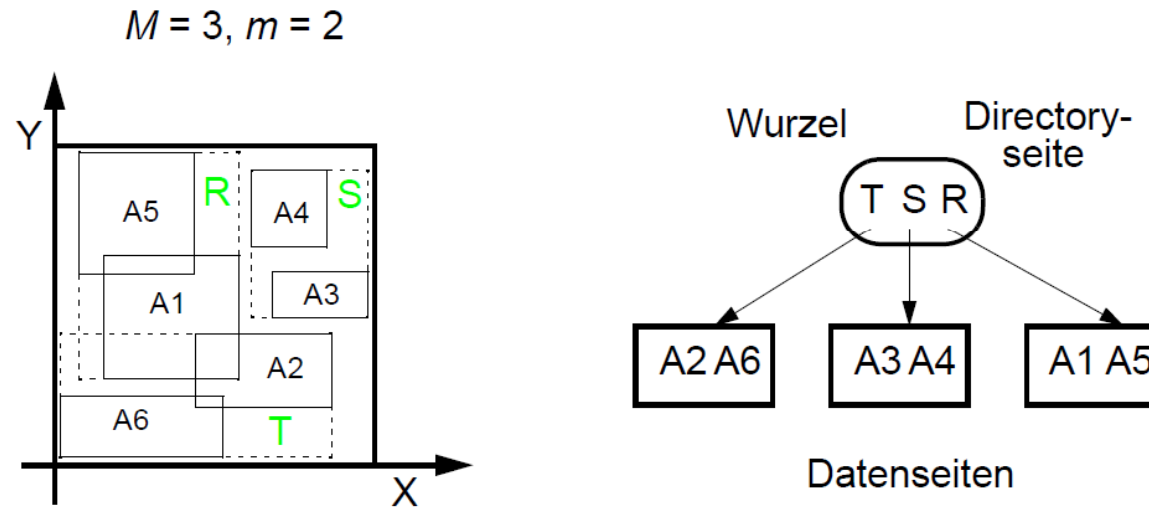 M = 3, m = 2
Y
A5
R
A4
S
A1
A3
A2
A6
T
X
Wurzel
Directory-
seite
T S R
A2 A6
A3 A4
A1 A5
Datenseiten